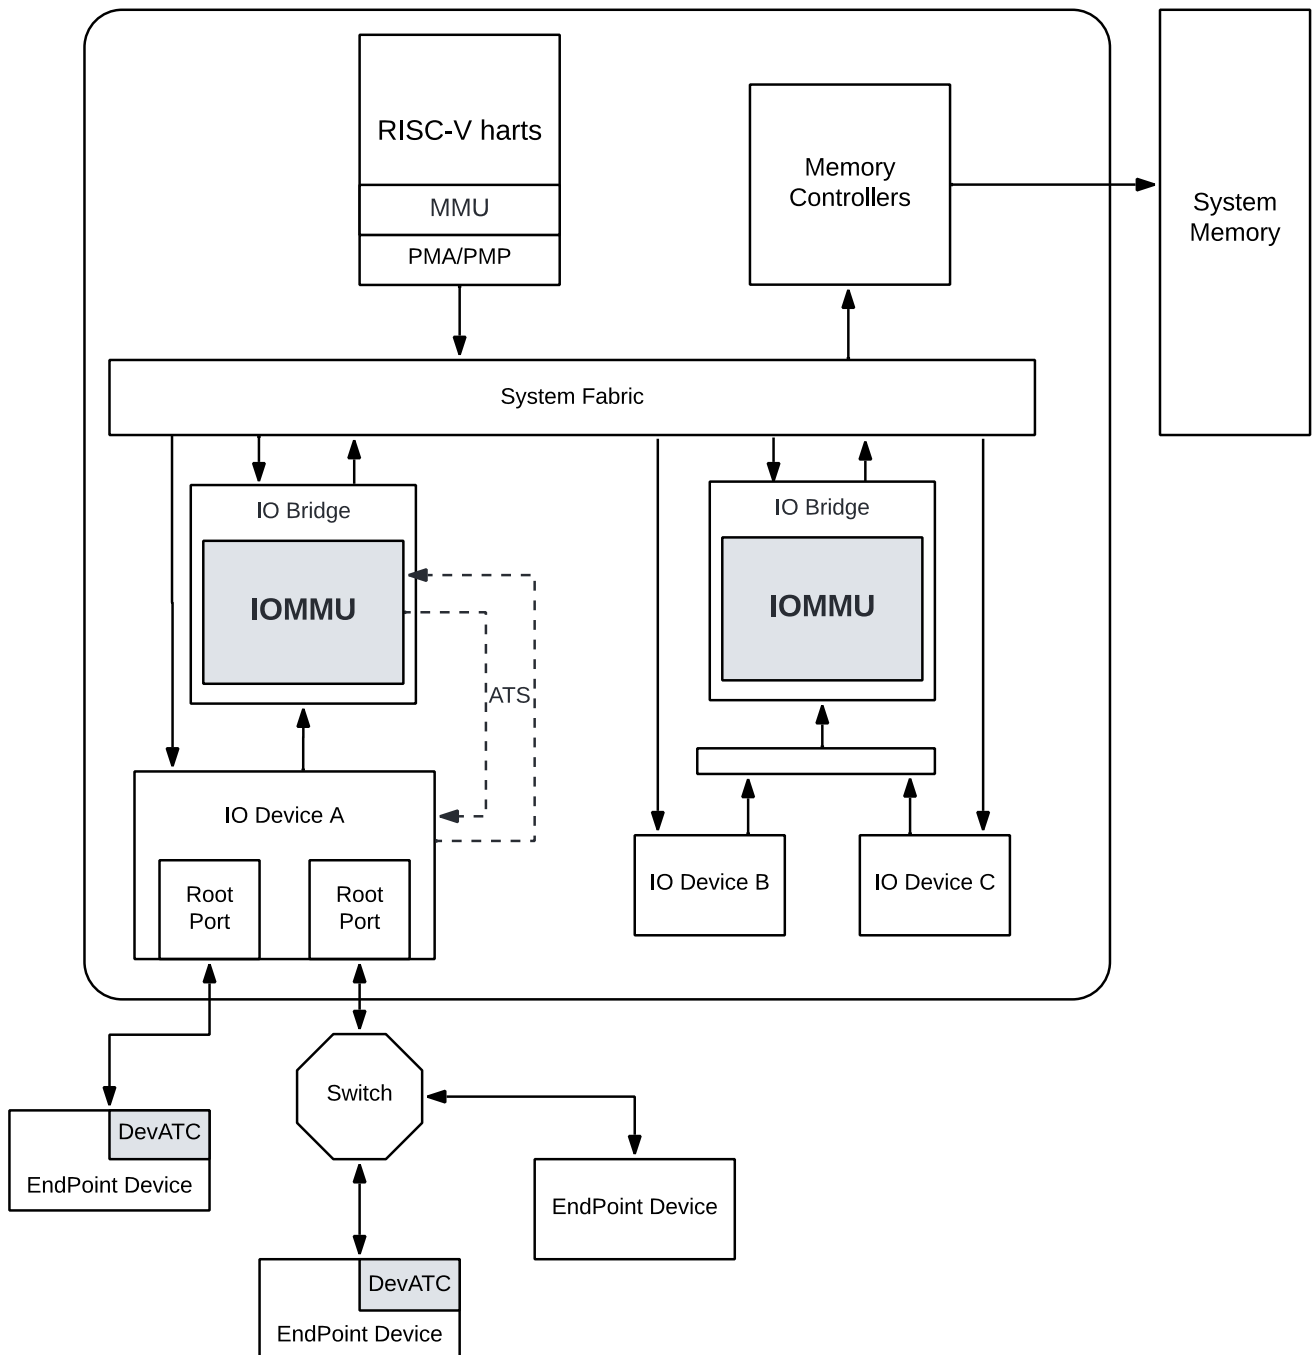 RISC-V harts
MMU
PMA/PMP
Memory
Controllers
System
Memory
System Fabric
IO Bridge
IOMMU
IO Bridge
IOMMU
ATS
IO Device A
Root
Port
Root
Port
IO Device B
IO Device C
Switch
DevATC
EndPoint Device
EndPoint Device
DevATC
EndPoint Device